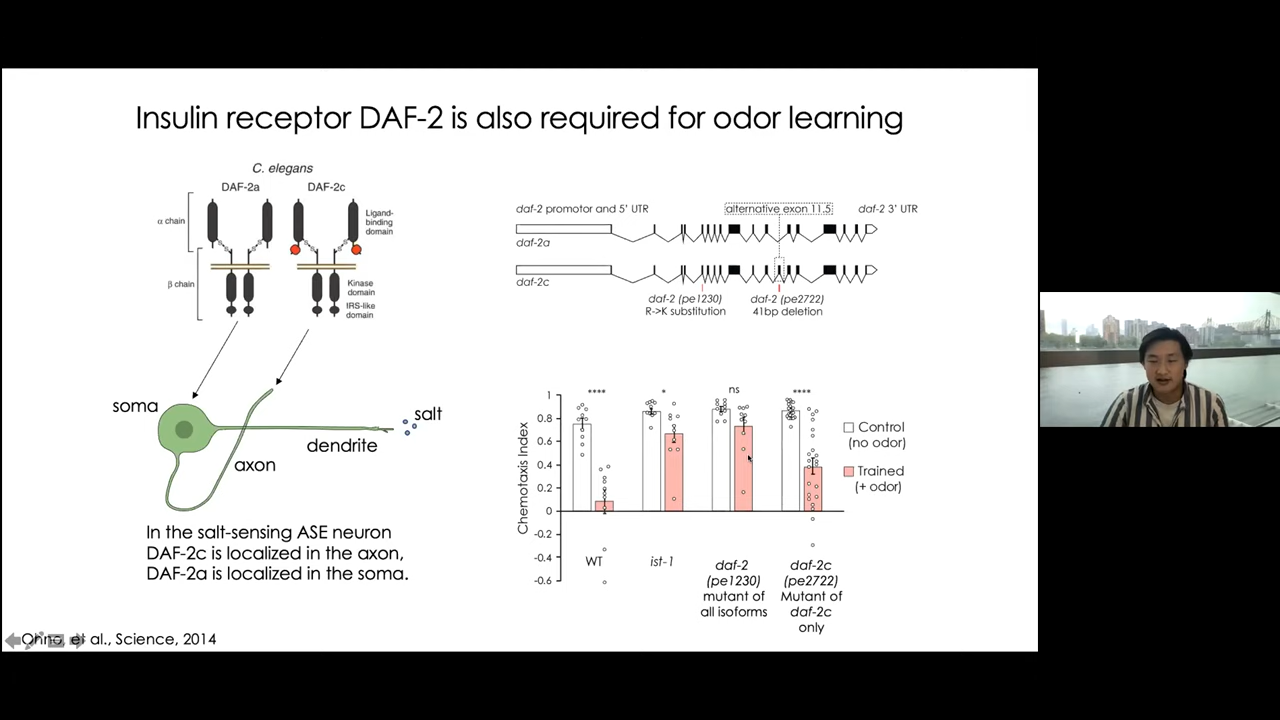 Insulin receptor DAF-2 is also required for odor learning
C. elegans
DAF-2a
DAF-2c
α chain
Ligand-
binding
domain
S
S
S
S
S
S
S
S
β chain
Kinase
domain
IRS-like
domain
soma
salt
dendrite
axon
In the salt-sensing ASE neuron
DAF-2c is localized in the axon,
DAF-2a is localized in the soma.
Ohno, et al., Science, 2014
daf-2 promotor and 5' UTR
alternative exon 11.5
daf-2 3' UTR
daf-2a
daf-2c
daf-2 (pe1230)
R->K substitution
daf-2 (pe2722)
41bp deletion
****
*
ns
****
Chemotaxis Index
1
0.8
0.6
0.4
0.2
0
-0.2
-0.4
-0.6
WT
ist-1
daf-2
(pe1230)
mutant of
all isoforms
daf-2c
(pe2722)
Mutant of
daf-2c
only
Control
(no odor)
Trained
(+ odor)